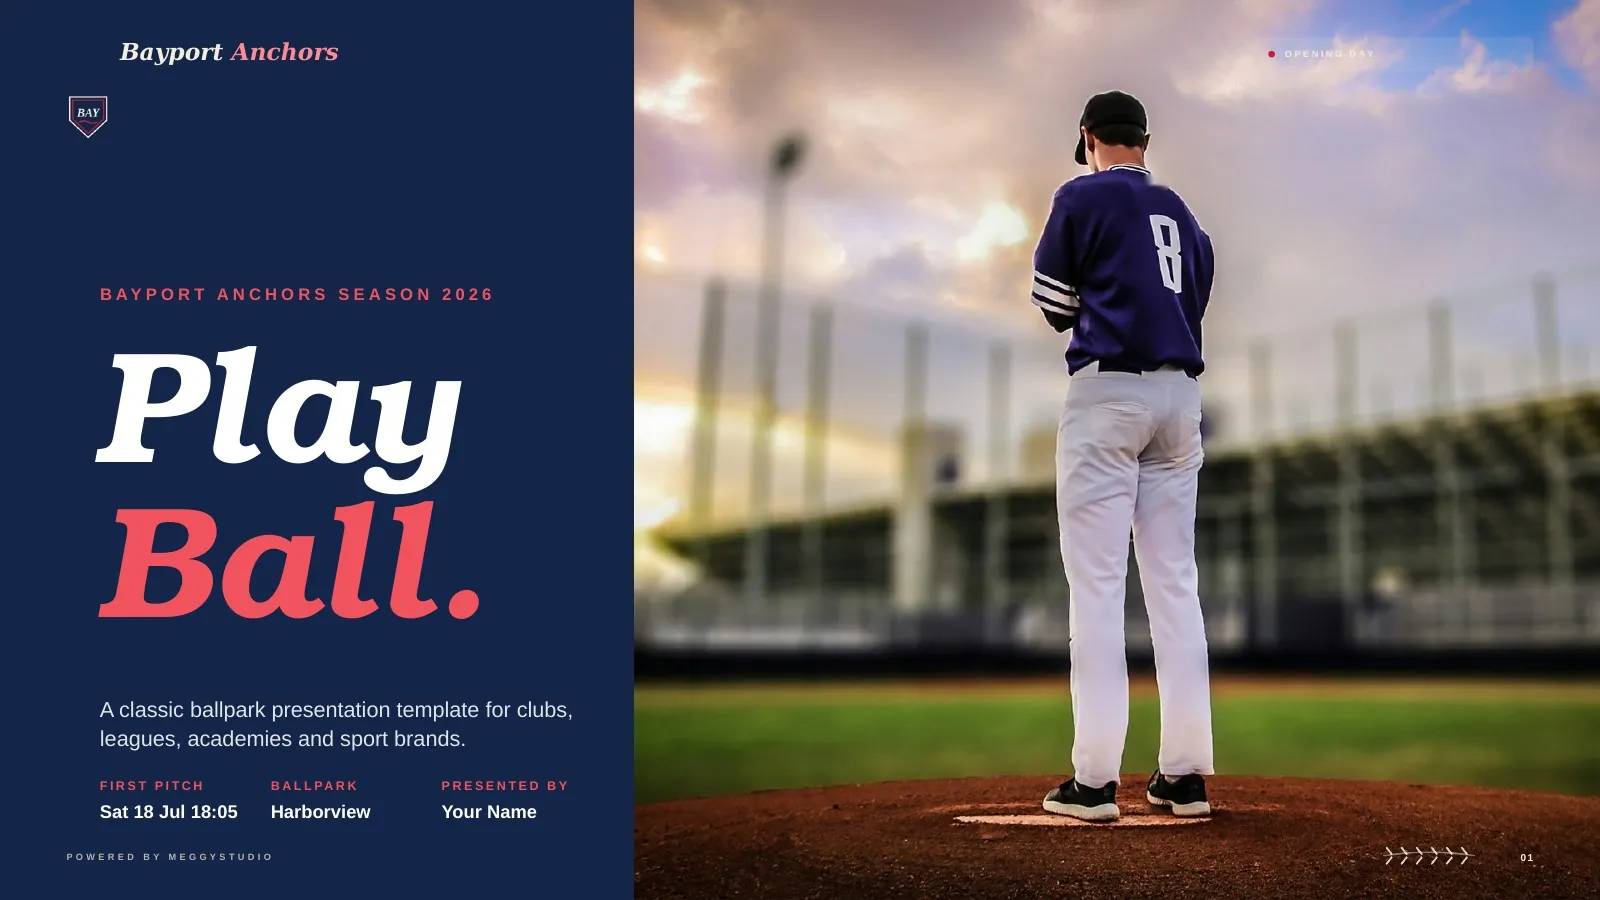 Bayport Anchors
OPENING DAY
BAY
8
BAYPORT ANCHORS SEASON 2026
Play
Ball.
A classic ballpark presentation template for clubs,
leagues, academies and sport brands.
FIRST PITCH
Sat 18 Jul 18:05
BALLPARK
Harborview
PRESENTED BY
Your Name
POWERED BY MEGGYSTUDIO
01